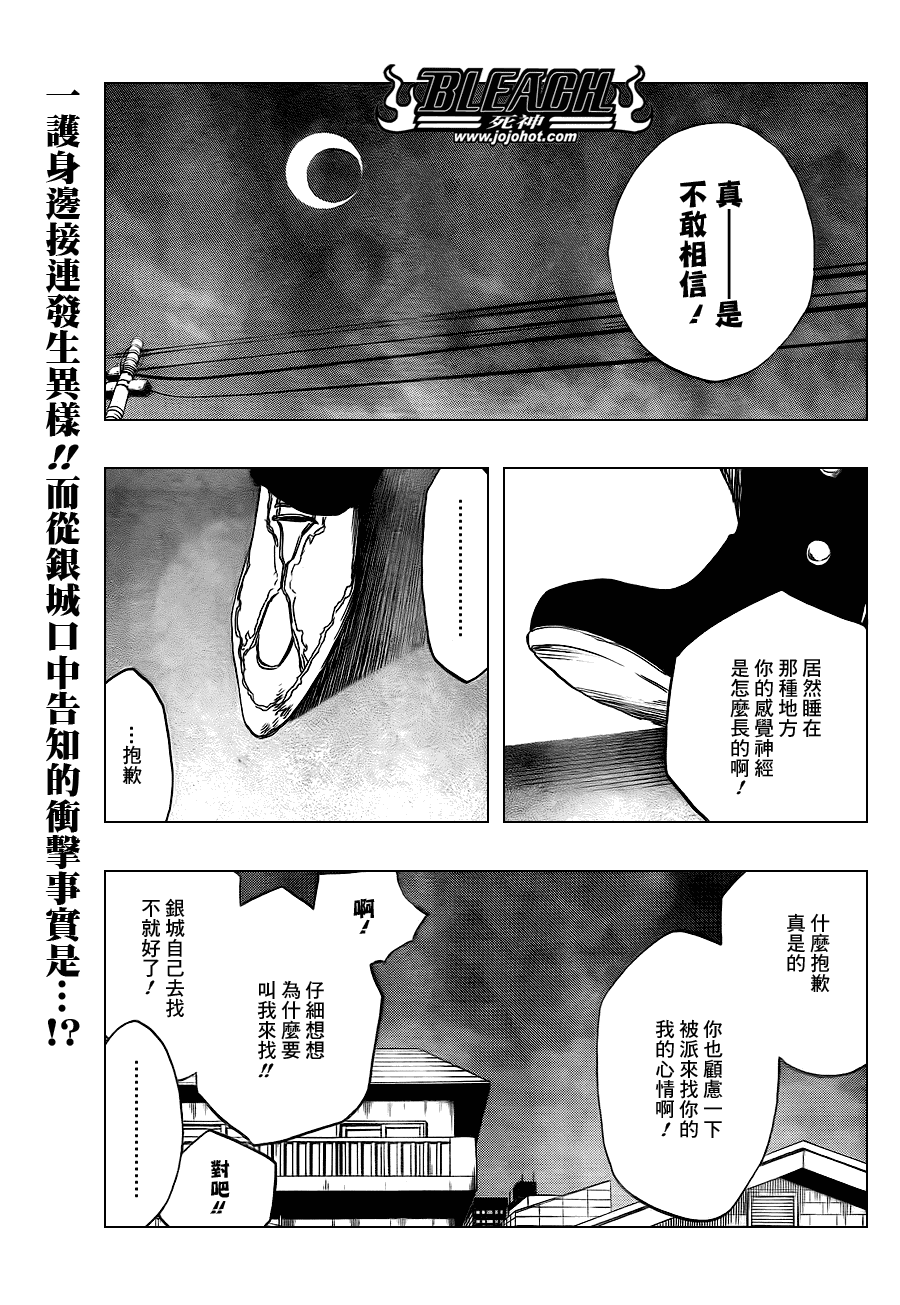 BLEACH
死神
www.jojohot.com
真——是
不敢相信！
一護身邊接連發生異樣!!而從銀城口中告知的衝擊事實是…!?
居然睡在
那種地方
你的感覺神經
是怎麼長的啊！
………………
…抱歉
什麼抱歉
真是的
你也顧慮一下
被派來找你的
我的心情啊！
啊！
仔細想想
為什麼要
叫我來找!!
銀城自己去找
不就好了！
………………
對吧!!